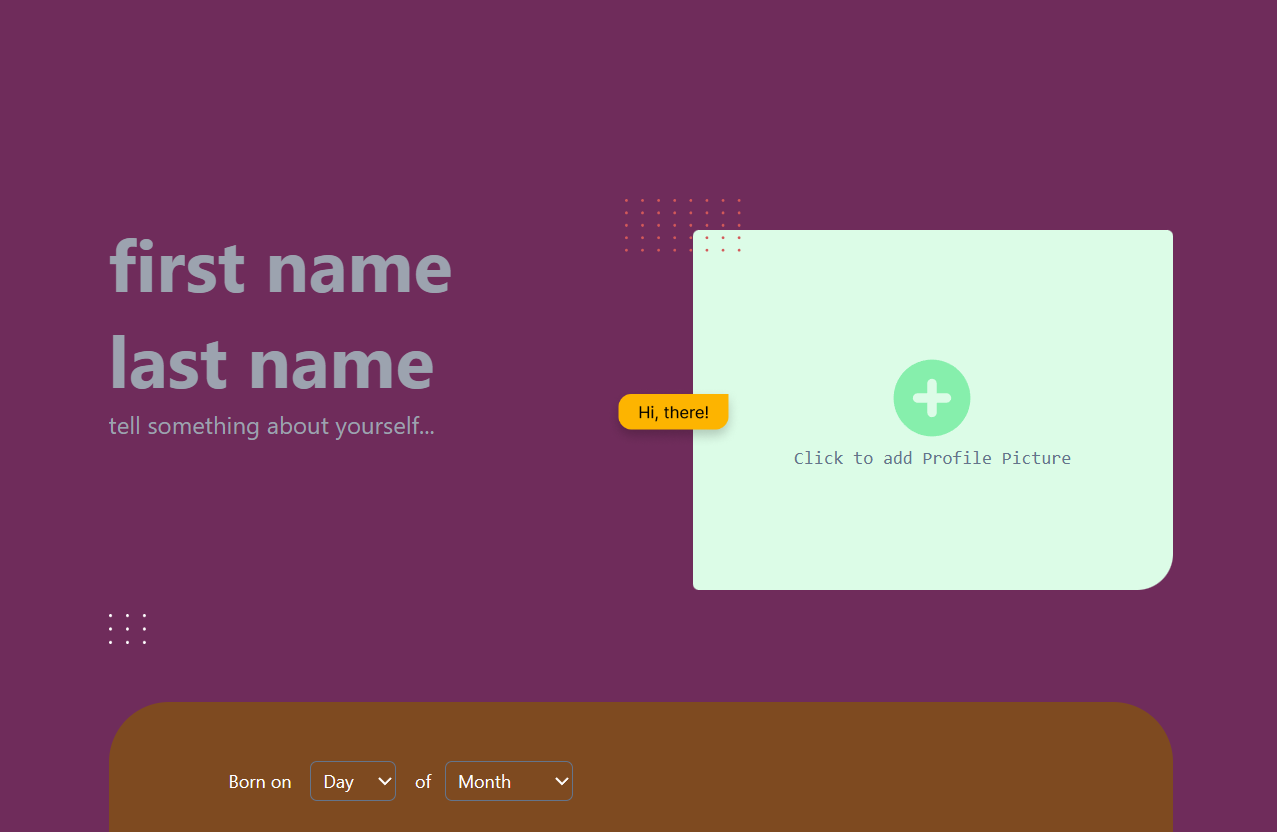 first name
last name
tell something about yourself...
Hi, there!
Click to add Profile Picture
Born on Day of Month